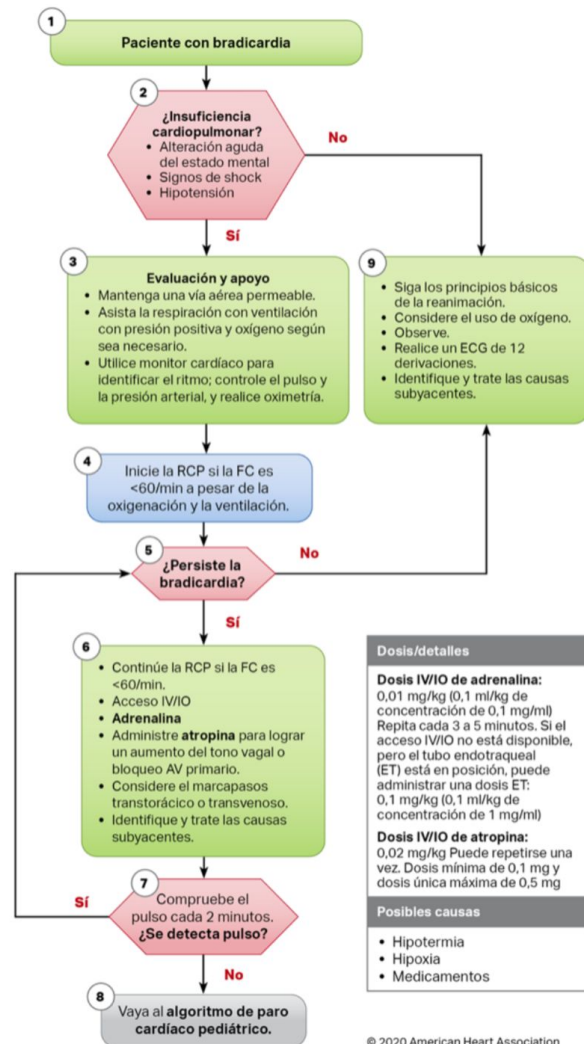 1
Paciente con bradicardia
2
¿Insuficiencia
cardiopulmonar?
• Alteración aguda
del estado mental
• Signos de shock
• Hipotensión
No
Sí
3
Evaluación y apoyo
• Mantenga una vía aérea permeable.
• Asista la respiración con ventilación
con presión positiva y oxígeno según
sea necesario.
• Utilice monitor cardíaco para
identificar el ritmo; controle el pulso y
la presión arterial, y realice oximetría.
9
• Siga los principios básicos
de la reanimación.
• Considere el uso de oxígeno.
• Observe.
• Realice un ECG de 12
derivaciones.
• Identifique y trate las causas
subyacentes.
4
Inicie la RCP si la FC es
<60/min a pesar de la
oxigenación y la ventilación.
5
¿Persiste la
bradicardia?
No
Sí
6
• Continúe la RCP si la FC es
<60/min.
• Acceso IV/IO
• Adrenalina
• Administre atropina para lograr
un aumento del tono vagal o
bloqueo AV primario.
• Considere el marcapasos
transtorácico o transvenoso.
• Identifique y trate las causas
subyacentes.
7
Compruebe el
pulso cada 2 minutos.
¿Se detecta pulso?
Sí
No
8
Vaya al algoritmo de paro
cardíaco pediátrico.
Dosis/detalles
Dosis IV/IO de adrenalina:
0,01 mg/kg (0,1 ml/kg de
concentración de 0,1 mg/ml)
Repita cada 3 a 5 minutos. Si el
acceso IV/IO no está disponible,
pero el tubo endotraqueal
(ET) está en posición, puede
administrar una dosis ET:
0,1 mg/kg (0,1 ml/kg de
concentración de 1 mg/ml)
Dosis IV/IO de atropina:
0,02 mg/kg Puede repetirse una
vez. Dosis mínima de 0,1 mg y
dosis única máxima de 0,5 mg
Posibles causas
• Hipotermia
• Hipoxia
• Medicamentos
© 2020 American Heart Association